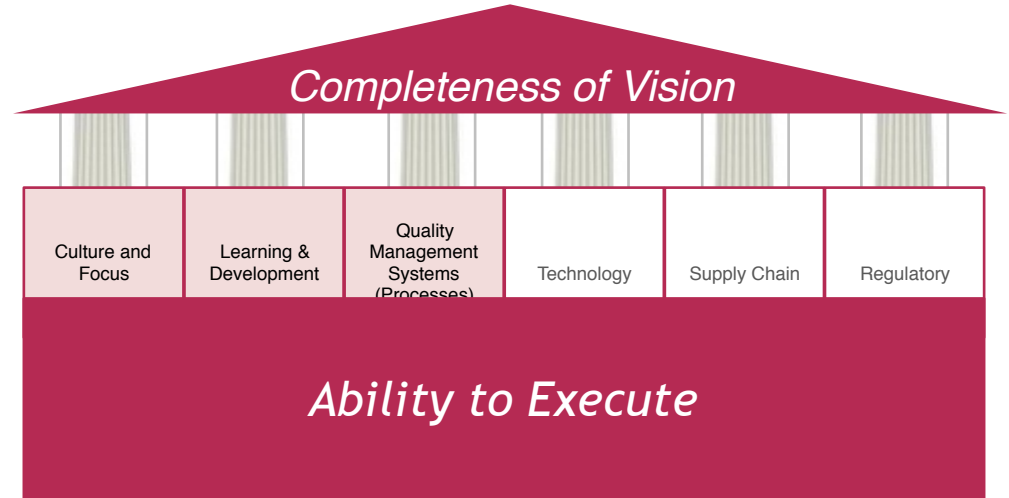 Completeness of Vision
Culture and
Focus
Learning &
Development
Quality
Management
Systems
(Processes)
Technology
Supply Chain
Regulatory
Ability to Execute